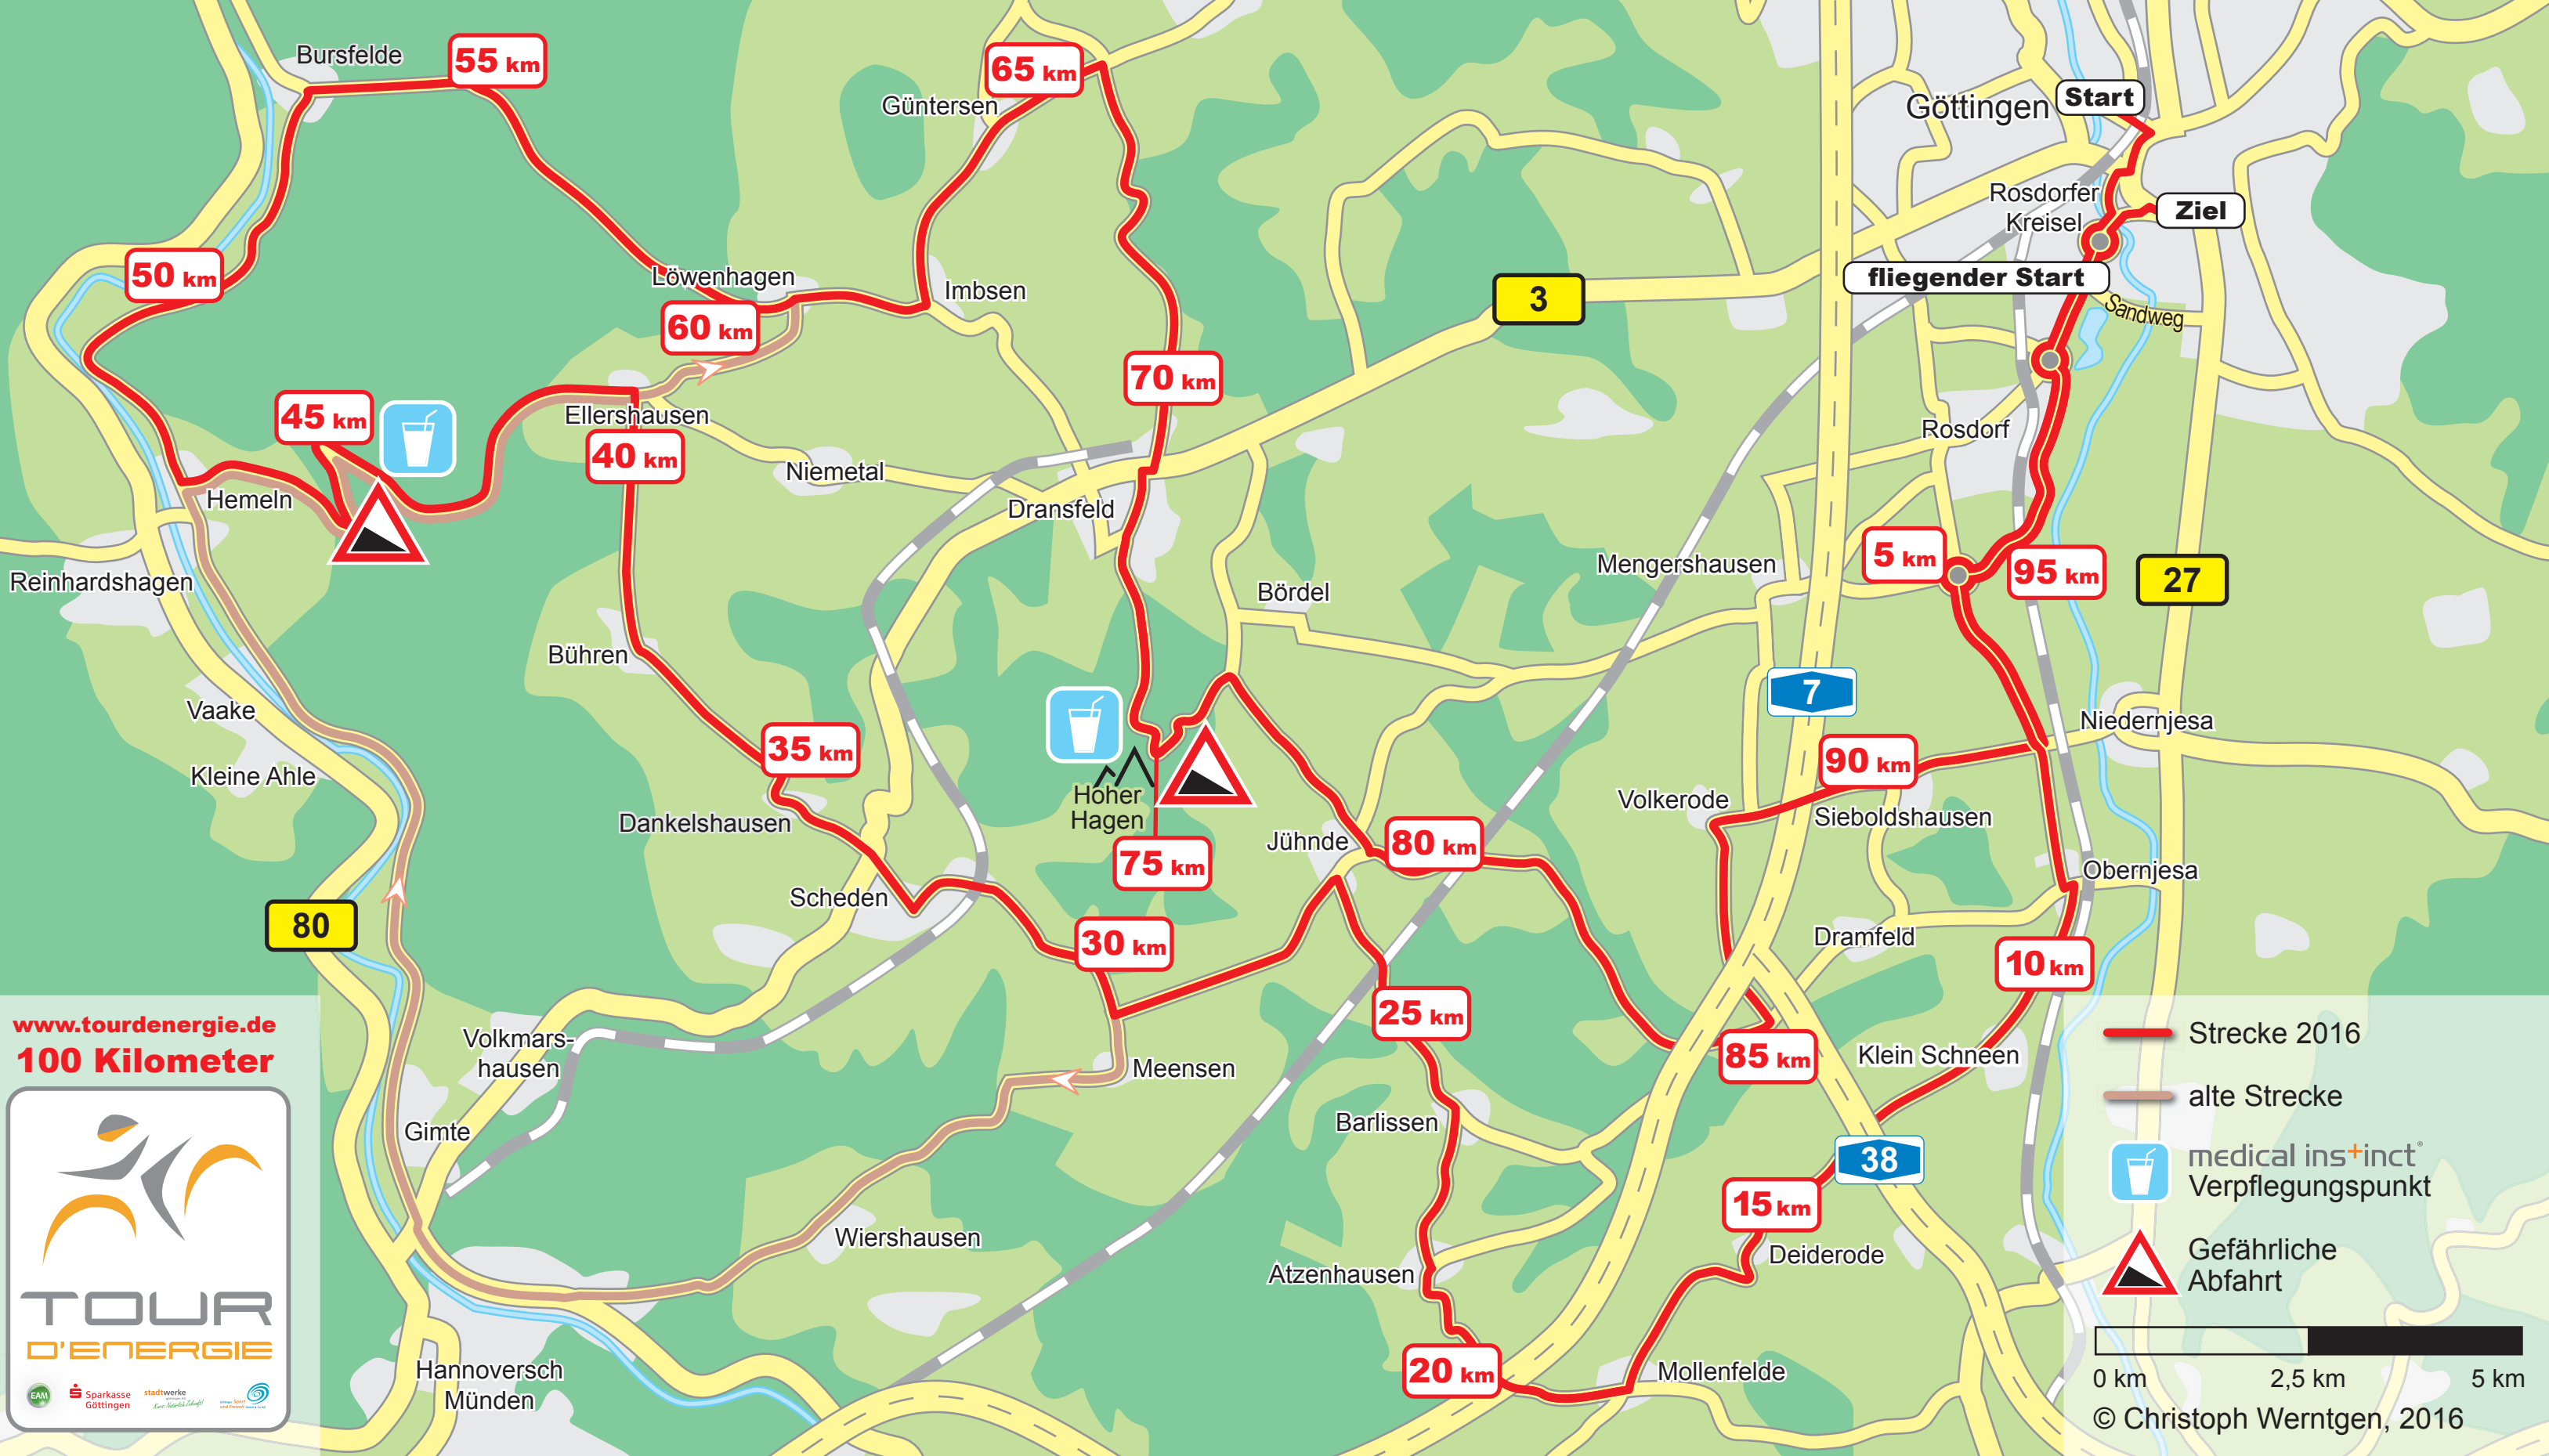 Bursfelde
55 km
65 km
Güntersen
Göttingen
Start
Rosdorfer
Kreisel
Ziel
50 km
Löwenhagen
Imbsen
fliegender Start
Sandweg
60 km
3
70 km
45 km
Ellershausen
Rosdorf
40 km
Niemetal
Hemeln
Dransfeld
Reinhardshagen
Bördel
Mengershausen
5 km
95 km
27
Bühren
7
Vaake
Niedernjesa
Kleine Ahle
35 km
90 km
Hoher
Hagen
Volkerode
Sieboldshausen
Dankelshausen
Jühnde
80 km
75 km
Obernjesa
Scheden
80
30 km
Dramfeld
10 km
25 km
www.tourdenergie.de
100 Kilometer
Volkmars-
hausen
Meensen
85 km
Klein Schneen
Gimte
Barlissen
38
15 km
Wiershausen
Deiderode
Atzenhausen
20 km
Mollenfelde
Hannoversch
Münden
TOUR
D'ENERGIE
EAM
Sparkasse
Göttingen
stadtwerke
Strecke 2016
alte Strecke
medical ins+inct®
Verpflegungspunkt
Gefährliche
Abfahrt
0 km
2,5 km
5 km
© Christoph Werntgen, 2016